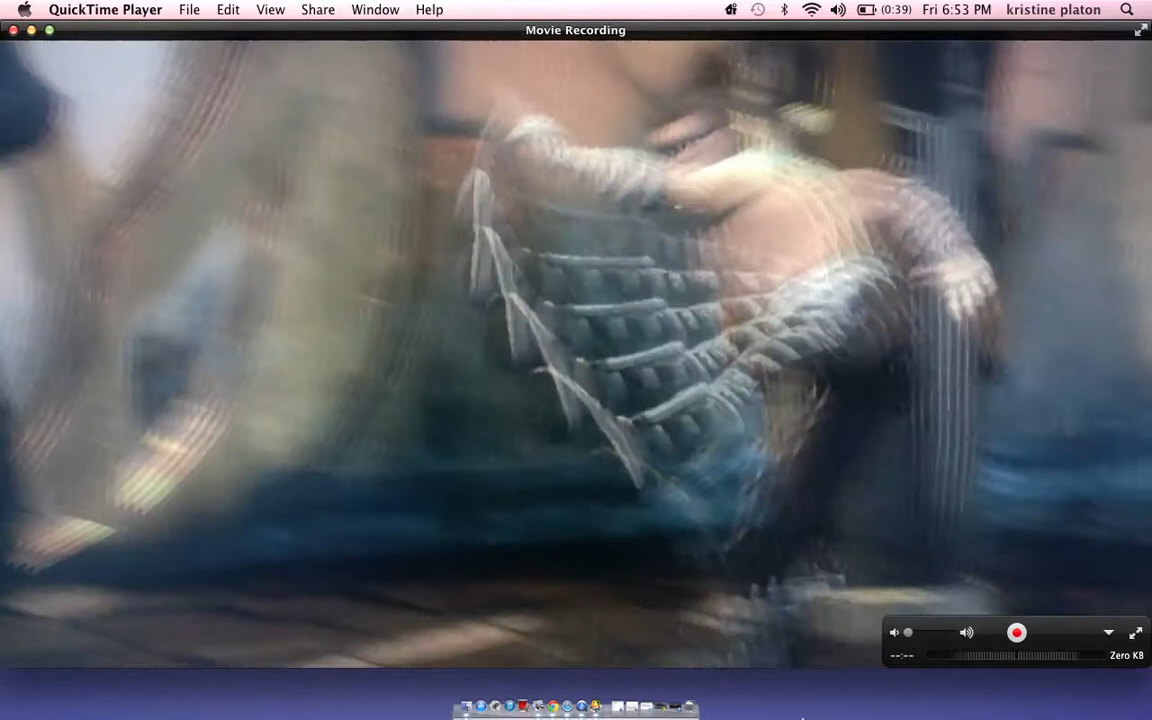 QuickTime Player File Edit View Share Window Help (0:39) Fri 6:53 PM kristine platon
Movie Recording
--:-- Zero KB